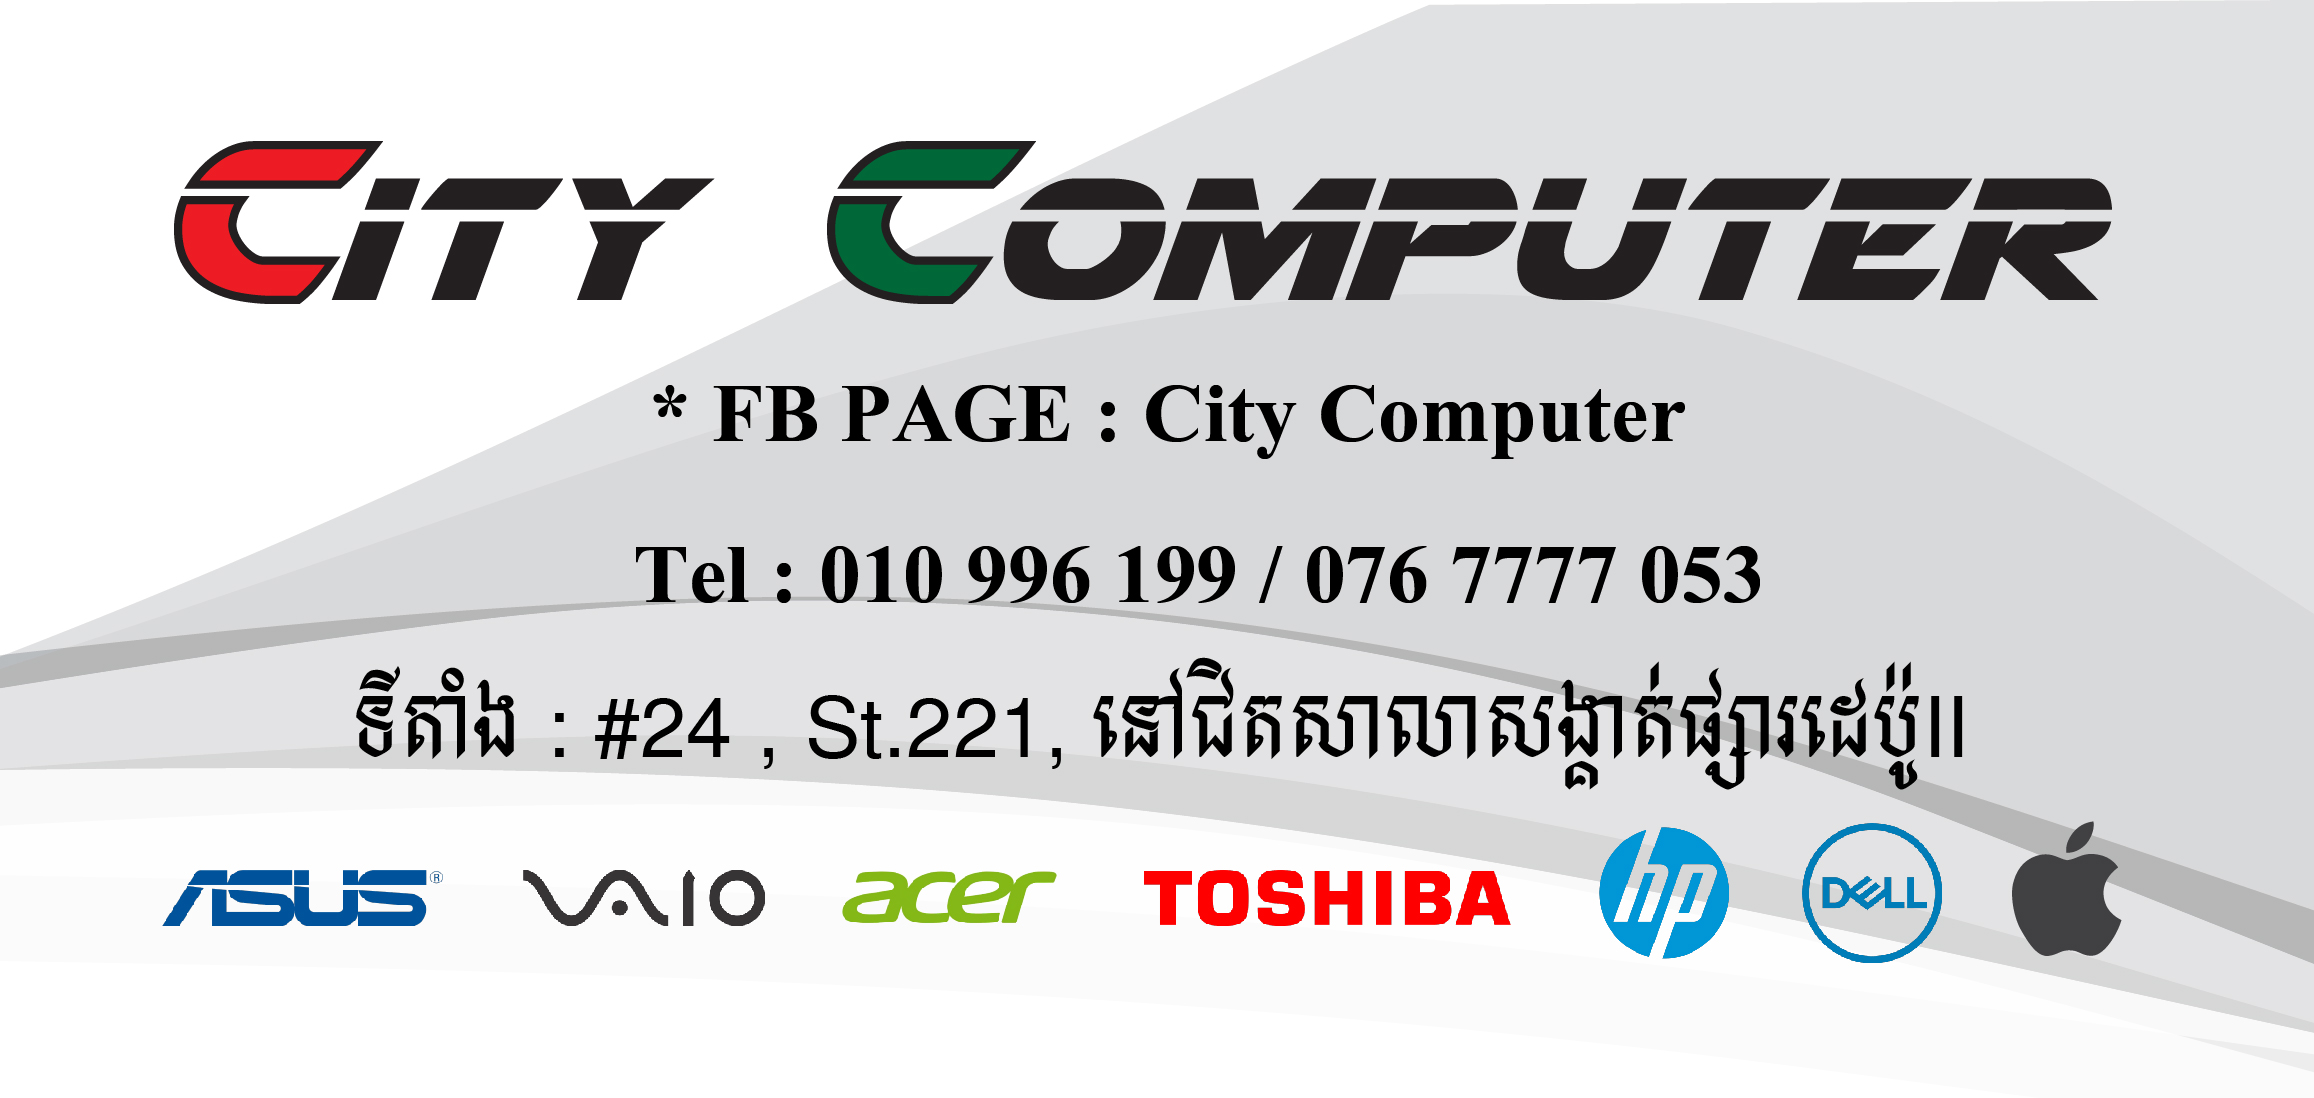 CiTY COMPUTER
* FB PAGE : City Computer
Tel : 010 996 199 / 076 7777 053
ទីតាំង : #24 , St.221, នៅជិតសាលាសង្កាត់ផ្សារដេប៉ូ។។
ASUS® VAIO acer TOSHIBA hp DELL